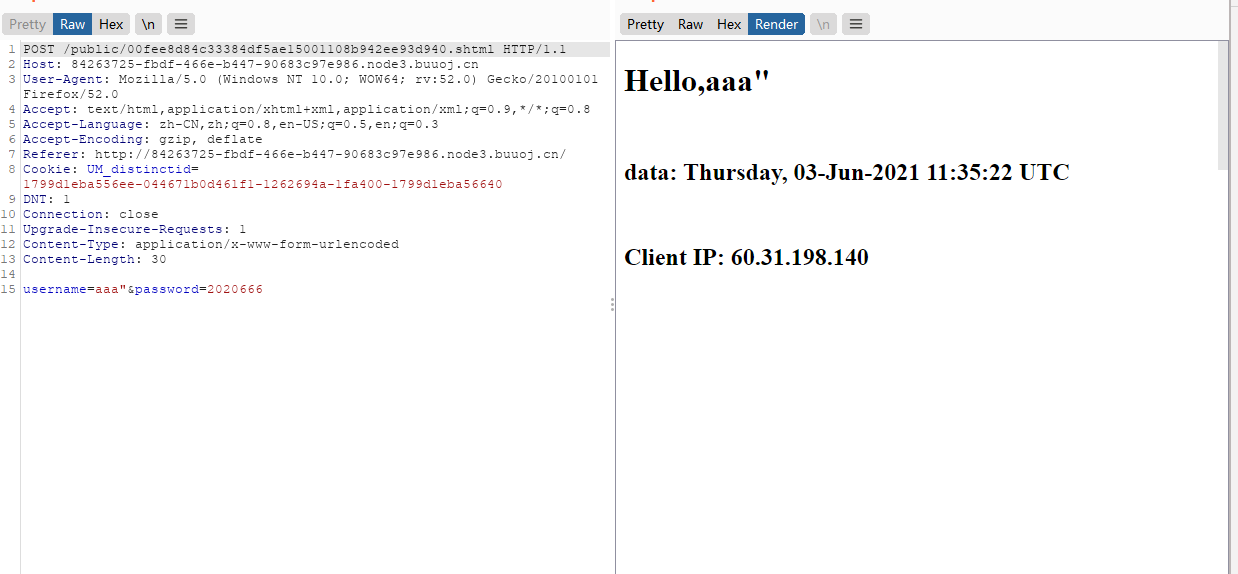 Pretty Raw Hex \n
1 POST /public/00fee8d84c33384df5ae15001108b942ee93d940.shtml HTTP/1.1
2 Host: 84263725-fbdf-466e-b447-90683c97e986.node3.buuoj.cn
3 User-Agent: Mozilla/5.0 (Windows NT 10.0; WOW64; rv:52.0) Gecko/20100101
Firefox/52.0
4 Accept: text/html,application/xhtml+xml,application/xml;q=0.9,*/*;q=0.8
5 Accept-Language: zh-CN,zh;q=0.8,en-US;q=0.5,en;q=0.3
6 Accept-Encoding: gzip, deflate
7 Referer: http://84263725-fbdf-466e-b447-90683c97e986.node3.buuoj.cn/
8 Cookie: UM_distinctid=
1799d1eba556ee-044671b0d461f1-1262694a-1fa400-1799d1eba56640
9 DNT: 1
10 Connection: close
11 Upgrade-Insecure-Requests: 1
12 Content-Type: application/x-www-form-urlencoded
13 Content-Length: 30
14
15 username=aaa"&password=2020666
Pretty Raw Hex Render \n
Hello,aaa"
data: Thursday, 03-Jun-2021 11:35:22 UTC
Client IP: 60.31.198.140